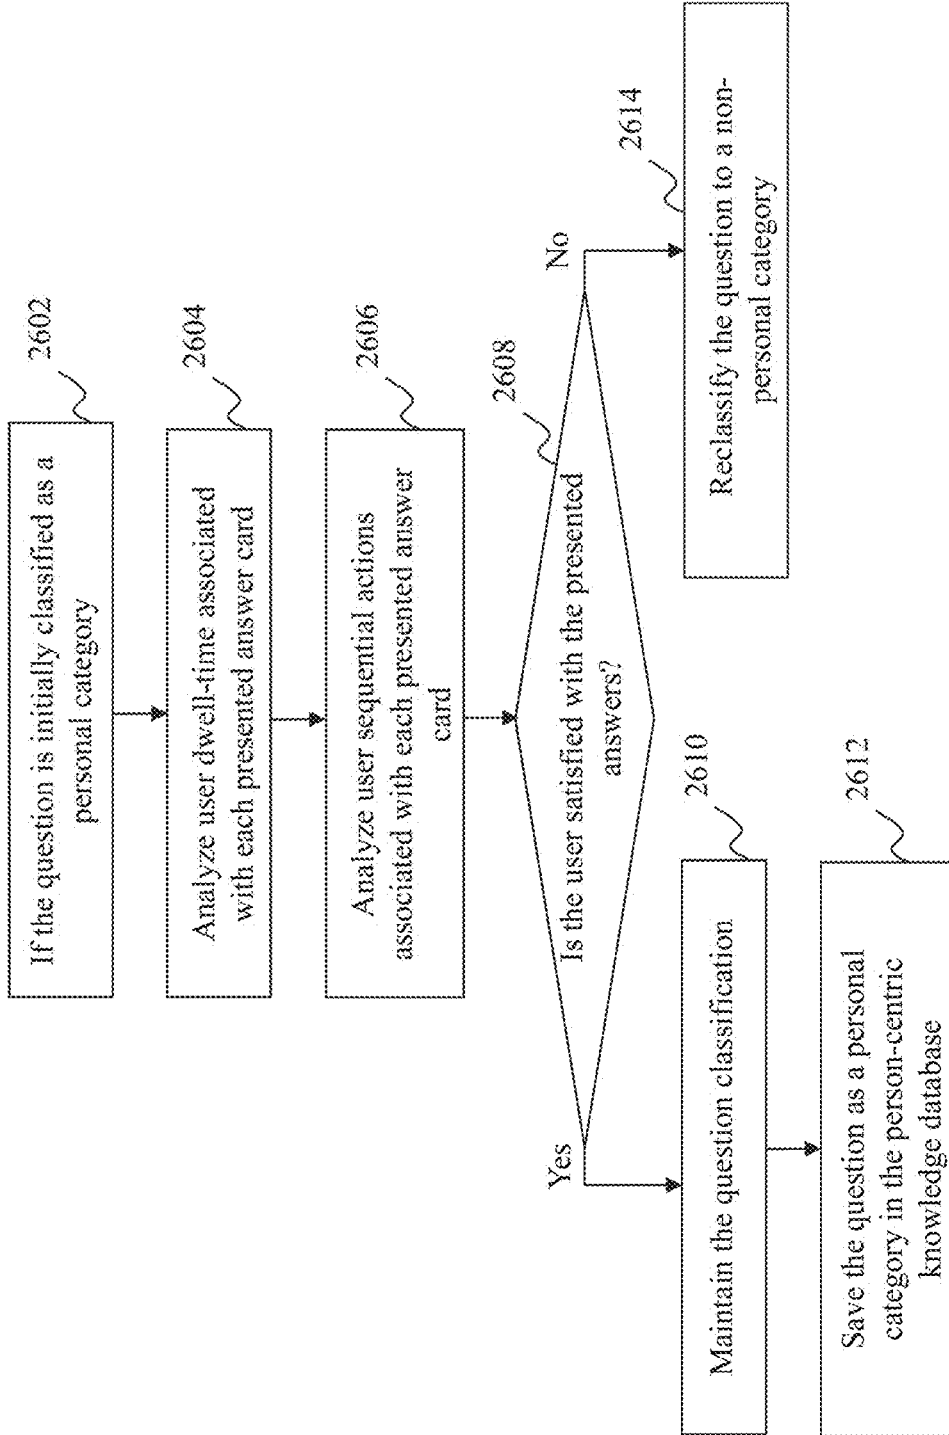 If the question is initially classified as a
personal category
2602
Analyze user dwell-time associated
with each presented answer card
2604
Analyze user sequential actions
associated with each presented answer
card
2606
Is the user satisfied with the presented
answers?
2608
Yes
No
Maintain the question classification
2610
Save the question as a personal
category in the person-centric
knowledge database
2612
Reclassify the question to a non-
personal category
2614